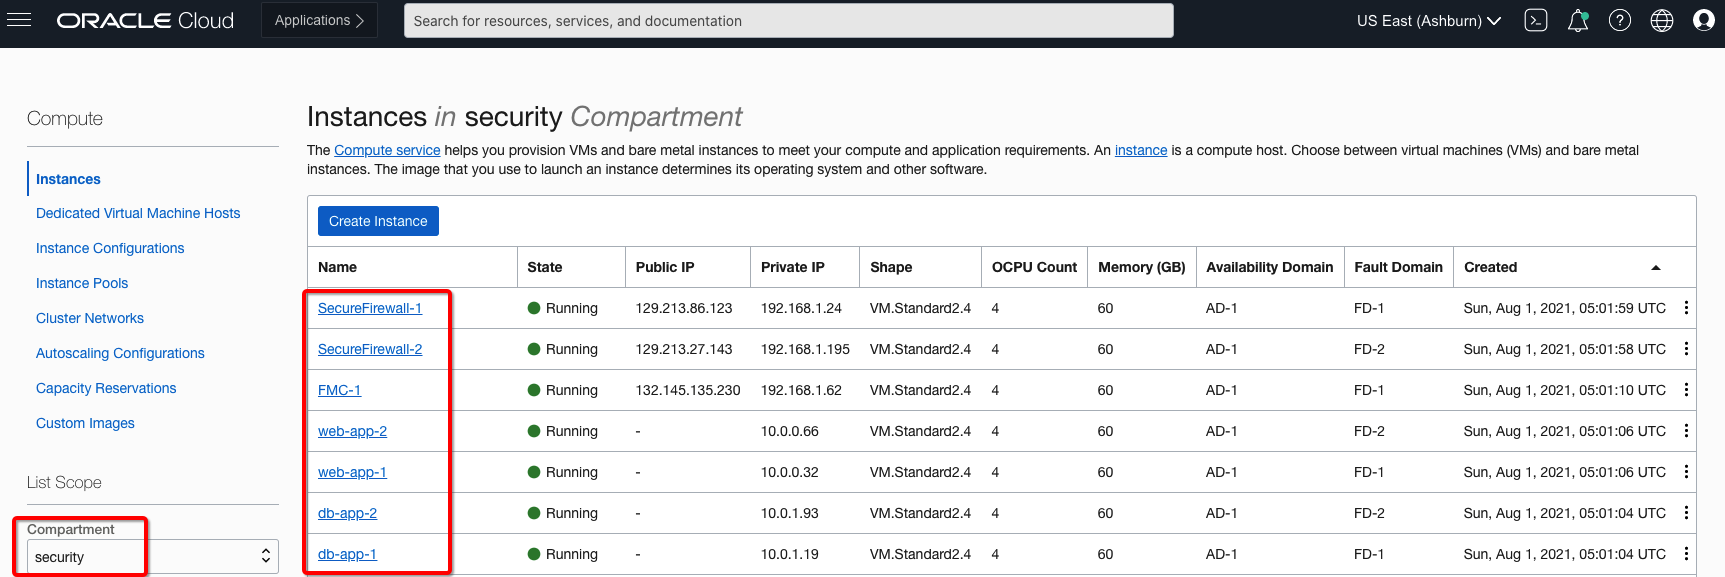 ORACLE Cloud Applications Search for resources, services, and documentation US East (Ashburn)
Compute
Instances
Dedicated Virtual Machine Hosts
Instance Configurations
Instance Pools
Cluster Networks
Autoscaling Configurations
Capacity Reservations
Custom Images
List Scope
Compartment
security
Instances in security Compartment
The Compute service helps you provision VMs and bare metal instances to meet your compute and application requirements. An instance is a compute host. Choose between virtual machines (VMs) and bare metal
instances. The image that you use to launch an instance determines its operating system and other software.
Create Instance
Name State Public IP Private IP Shape OCPU Count Memory (GB) Availability Domain Fault Domain Created
SecureFirewall-1 Running 129.213.86.123 192.168.1.24 VM.Standard2.4 4 60 AD-1 FD-1 Sun, Aug 1, 2021, 05:01:59 UTC
SecureFirewall-2 Running 129.213.27.143 192.168.1.195 VM.Standard2.4 4 60 AD-1 FD-2 Sun, Aug 1, 2021, 05:01:58 UTC
FMC-1 Running 132.145.135.230 192.168.1.62 VM.Standard2.4 4 60 AD-1 FD-1 Sun, Aug 1, 2021, 05:01:10 UTC
web-app-2 Running - 10.0.0.66 VM.Standard2.4 4 60 AD-1 FD-2 Sun, Aug 1, 2021, 05:01:06 UTC
web-app-1 Running - 10.0.0.32 VM.Standard2.4 4 60 AD-1 FD-1 Sun, Aug 1, 2021, 05:01:06 UTC
db-app-2 Running - 10.0.1.93 VM.Standard2.4 4 60 AD-1 FD-2 Sun, Aug 1, 2021, 05:01:04 UTC
db-app-1 Running - 10.0.1.19 VM.Standard2.4 4 60 AD-1 FD-1 Sun, Aug 1, 2021, 05:01:04 UTC